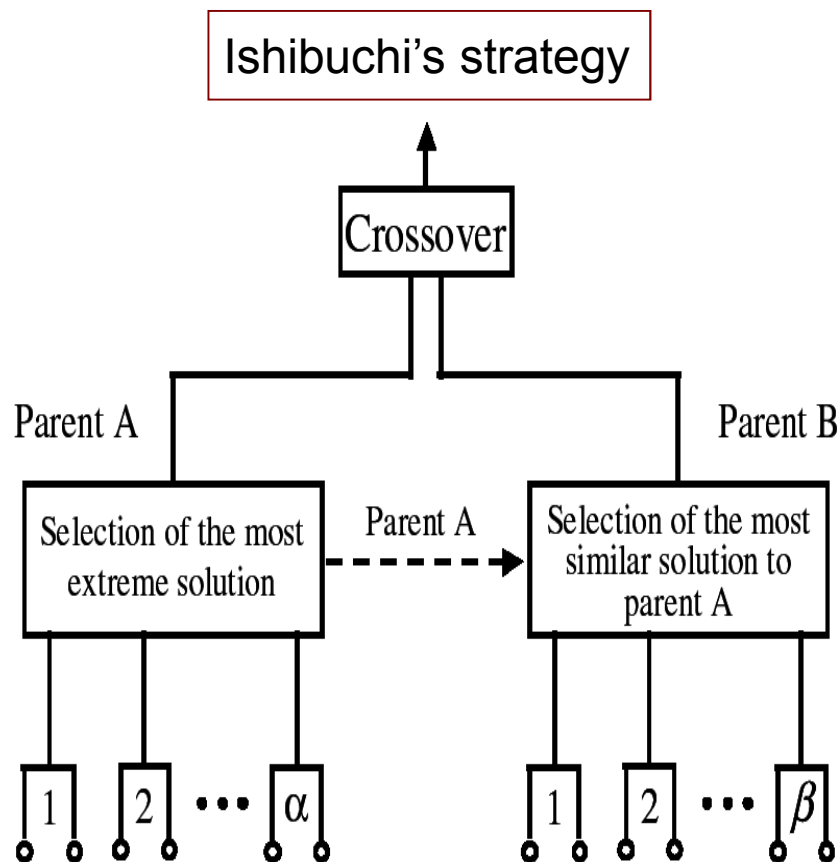 Ishibuchi’s strategy
Crossover
Parent A
Parent B
Selection of the most
extreme solution
Parent A
Selection of the most
similar solution to
parent A
1 2 ••• α
1 2 ••• β